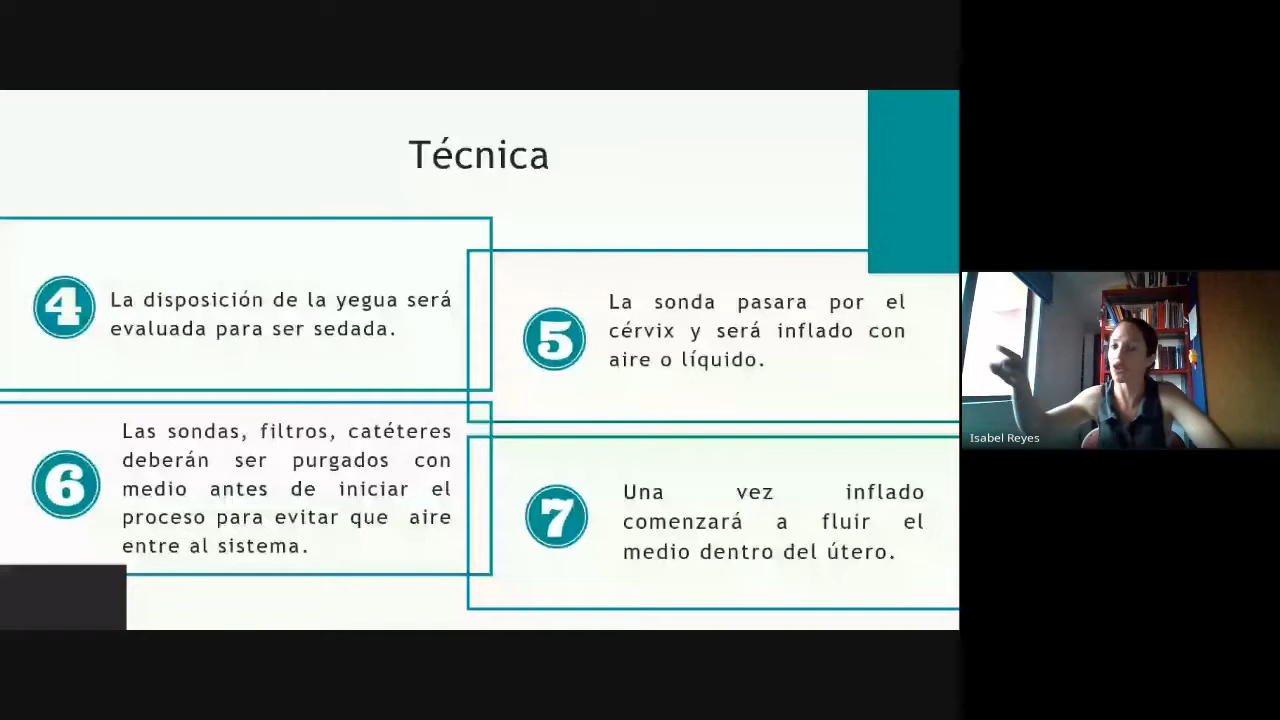 Técnica
4
La disposición de la yegua será
evaluada para ser sedada.
5
La sonda pasara por el
cérvix y será inflado con
aire o líquido.
6
Las sondas, filtros, catéteres
deberán ser purgados con
medio antes de iniciar el
proceso para evitar que aire
entre al sistema.
7
Una vez inflado
comenzará a fluir el
medio dentro del útero.
Isabel Reyes